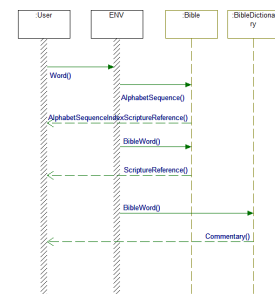 :User
ENV
:Bible
:BibleDictiona
ry
Word()
AlphabetSequence()
AlphabetSequenceIndexScriptureReference()
BibleWord()
ScriptureReference()
BibleWord()
Commentary()